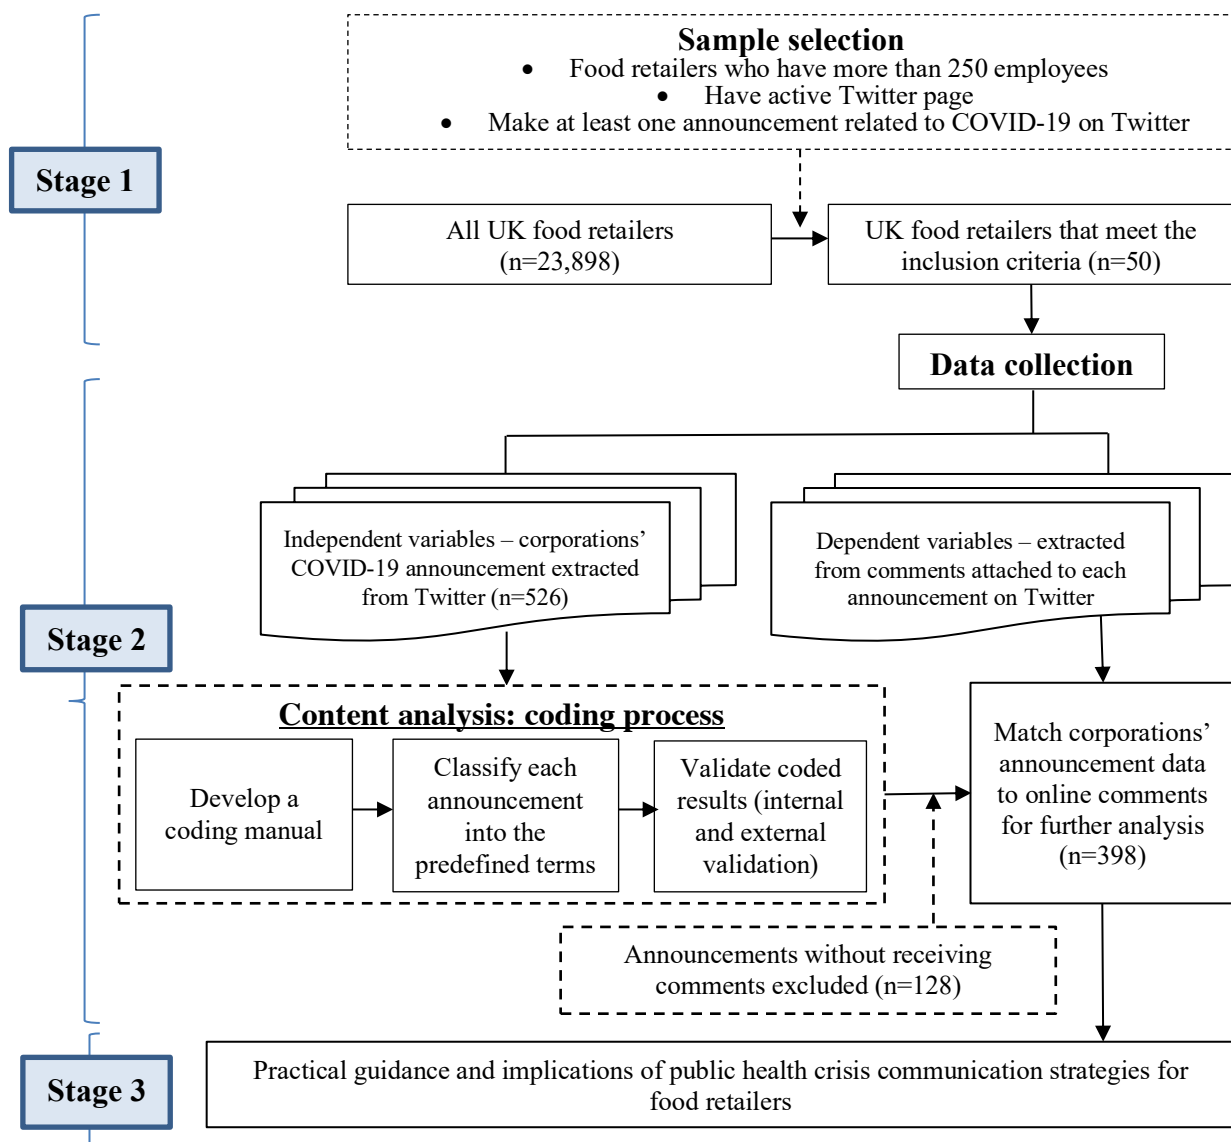 Sample selection
• Food retailers who have more than 250 employees
• Have active Twitter page
• Make at least one announcement related to COVID-19 on Twitter
Stage 1
All UK food retailers
(n=23,898)
UK food retailers that meet the
inclusion criteria (n=50)
Data collection
Independent variables – corporations’
COVID-19 announcement extracted
from Twitter (n=526)
Dependent variables – extracted
from comments attached to each
announcement on Twitter
Stage 2
Content analysis: coding process
Develop a
coding manual
Classify each
announcement
into the
predefined terms
Validate coded
results (internal
and external
validation)
Match corporations’
announcement data
to online comments
for further analysis
(n=398)
Announcements without receiving
comments excluded (n=128)
Stage 3
Practical guidance and implications of public health crisis communication strategies for
food retailers